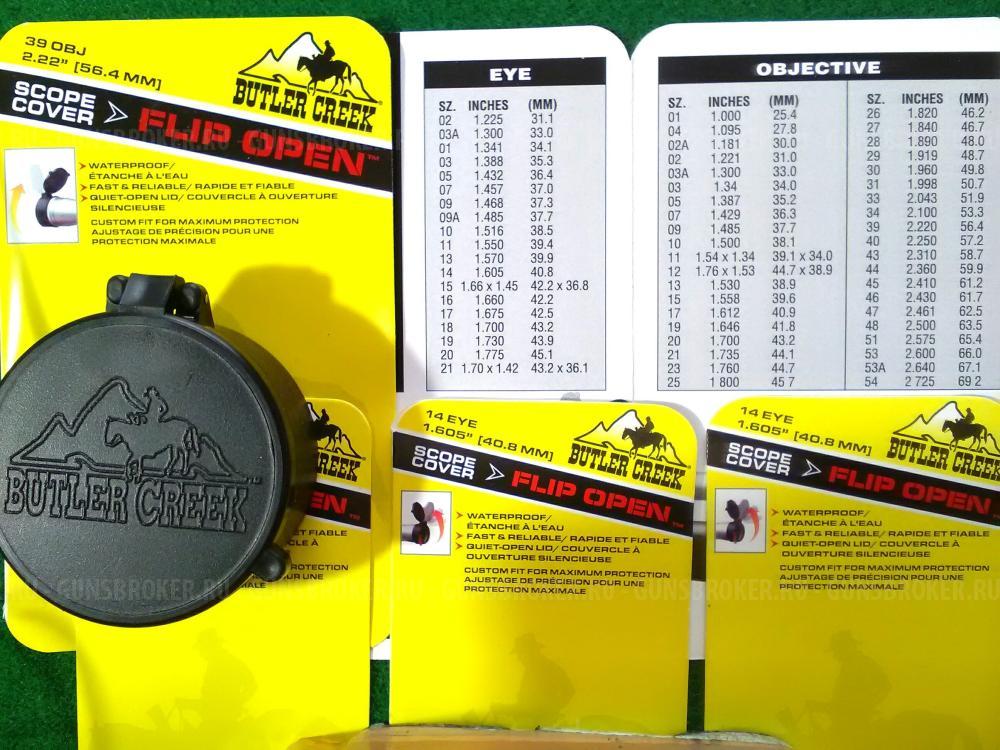 39 OBJ
2.22" [56.4 MM]
BUTLER CREEK®
SCOPE
COVER
FLIP OPEN™
WATERPROOF/
ÉTANCHE À L'EAU
FAST & RELIABLE/ RAPIDE ET FIABLE
QUIET-OPEN LID/ COUVERCLE À OUVERTURE
SILENCIEUSE
CUSTOM FIT FOR MAXIMUM PROTECTION
AJUSTAGE DE PRÉCISION POUR UNE
PROTECTION MAXIMALE
BUTLER CREEK™
EYE
SZ. INCHES (MM)
02 1.225 31.1
03A 1.300 33.0
01 1.341 34.1
03 1.388 35.3
05 1.432 36.4
07 1.457 37.0
09 1.468 37.3
09A 1.485 37.7
10 1.516 38.5
11 1.550 39.4
13 1.570 39.9
14 1.605 40.8
15 1.66 x 1.45 42.2 x 36.8
16 1.660 42.2
17 1.675 42.5
18 1.700 43.2
19 1.730 43.9
20 1.775 45.1
21 1.70 x 1.42 43.2 x 36.1
OBJECTIVE
SZ. INCHES (MM)
01 1.000 25.4
04 1.095 27.8
02A 1.181 30.0
02 1.221 31.0
03A 1.300 33.0
03 1.34 34.0
05 1.387 35.2
07 1.429 36.3
09 1.485 37.7
10 1.500 38.1
11 1.54 x 1.34 39.1 x 34.0
12 1.76 x 1.53 44.7 x 38.9
13 1.530 38.9
15 1.558 39.6
17 1.612 40.9
19 1.646 41.8
20 1.700 43.2
21 1.735 44.1
23 1.760 44.7
25 1 800 45 7
SZ. INCHES (MM)
26 1.820 46.2
27 1.840 46.7
28 1.890 48.0
29 1.919 48.7
30 1.960 49.8
31 1.998 50.7
33 2.043 51.9
34 2.100 53.3
39 2.220 56.4
40 2.250 57.2
43 2.310 58.7
44 2.360 59.9
45 2.410 61.2
46 2.430 61.7
47 2.461 62.5
48 2.500 63.5
51 2.575 65.4
53 2.600 66.0
53A 2.640 67.1
54 2 725 69 2
CREEK®
OPEN™
ET FIABLE
CLE À
PROTECTION
UNE
14 EYE
1.605" [40.8 MM]
BUTLER CREEK®
SCOPE
COVER
FLIP OPEN™
WATERPROOF/
ÉTANCHE À L'EAU
FAST & RELIABLE/ RAPIDE ET FIABLE
QUIET-OPEN LID/ COUVERCLE À
OUVERTURE SILENCIEUSE
CUSTOM FIT FOR MAXIMUM PROTECTION
AJUSTAGE DE PRÉCISION POUR UNE
PROTECTION MAXIMALE
14 EYE
1.605" [40.8 MM]
BUTLER CREEK
SCOPE
COVER
FLIP OPEN
WATERPROOF/
ÉTANCHE À L'EAU
FAST & RELIABLE/ RAPIDE ET FIABLE
QUIET-OPEN LID/ COUVERCLE À
OUVERTURE SILENCIEUSE
CUSTOM FIT FOR MAXIMUM PROTECTION
AJUSTAGE DE PRÉCISION POUR UNE
PROTECTION MAXIMALE
GUNSBROKER.RU - GUNSBROKER.RU - GUNSBROKER.RU